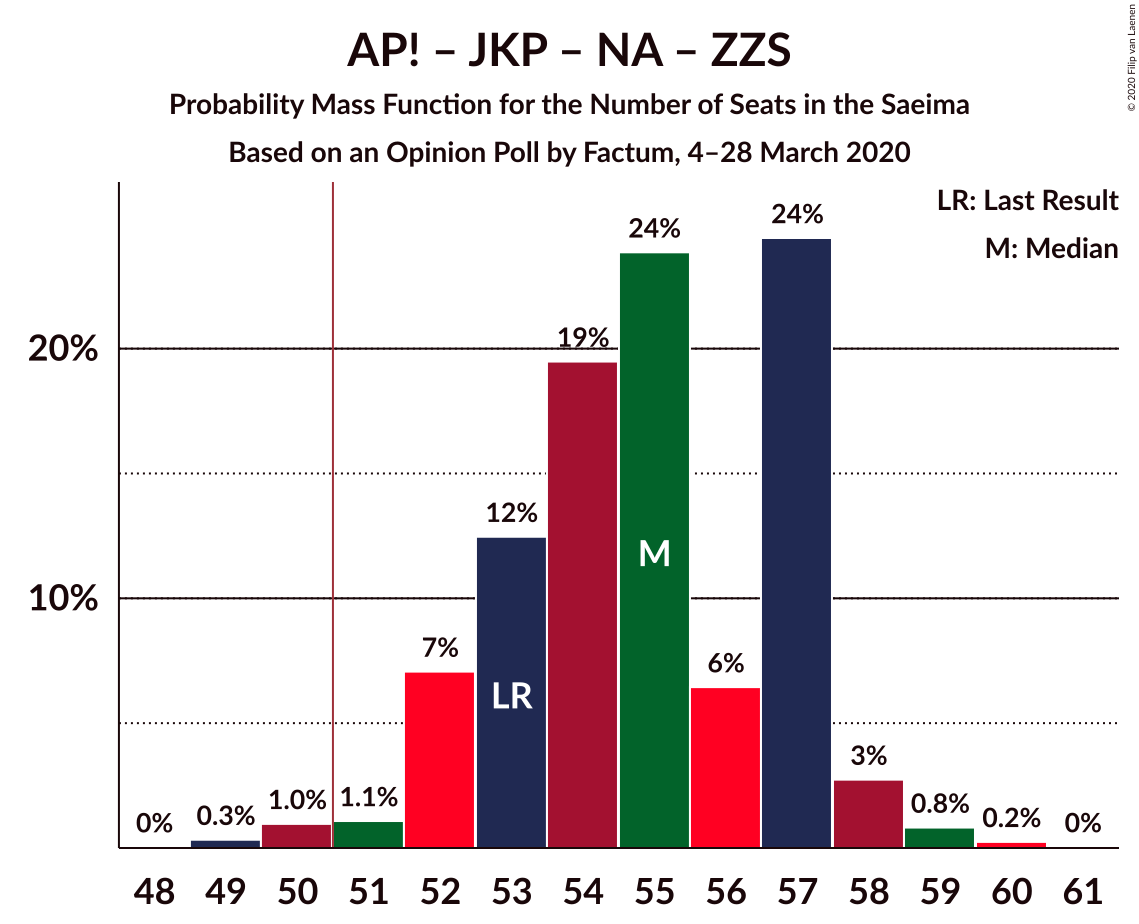 AP! – JKP – NA – ZZS
Probability Mass Function for the Number of Seats in the Saeima
Based on an Opinion Poll by Factum, 4–28 March 2020
© 2020 Filip van Laenen
LR: Last Result
M: Median
20%
10%
0%
0.3%
1.0%
1.1%
7%
12%
19%
24%
6%
24%
3%
0.8%
0.2%
0%
LR
M
48 49 50 51 52 53 54 55 56 57 58 59 60 61